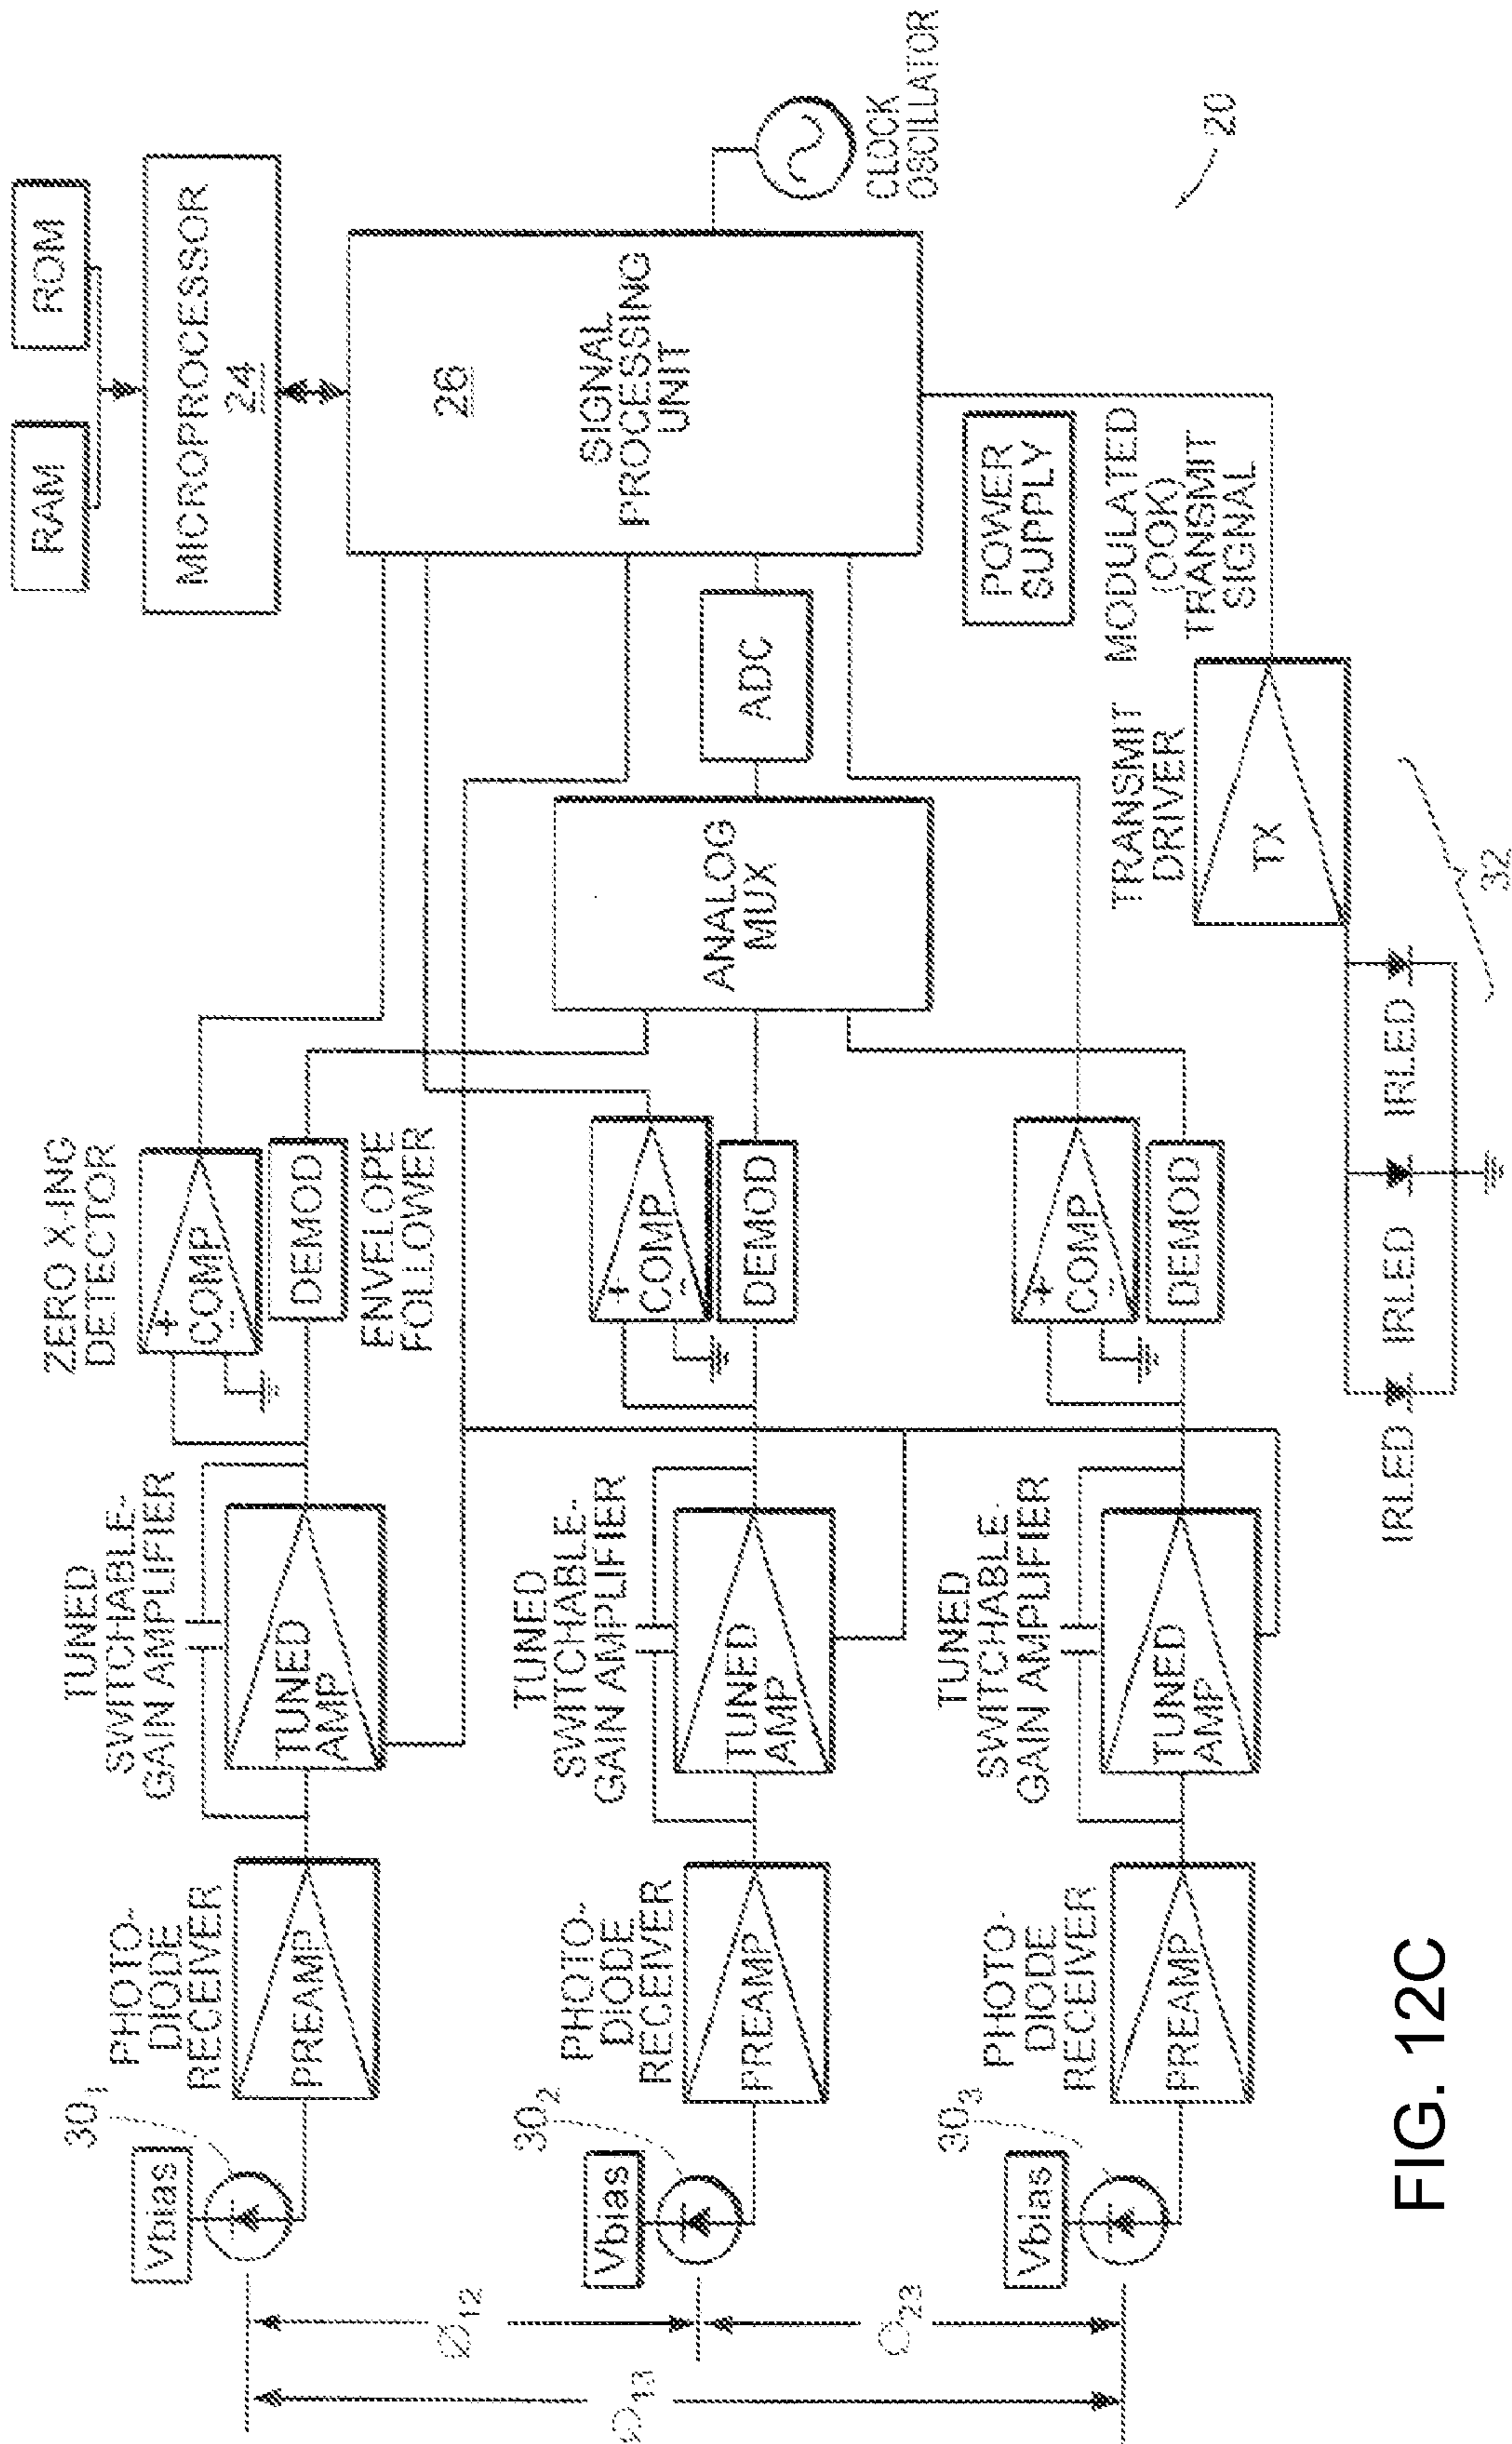 RAM
ROM
MICROPROCESSOR
24
26
SIGNAL
PROCESSING
UNIT
CLOCK
OSCILLATOR
20
ZERO X-ING
DETECTOR
+
COMP
-
DEMOD
ENVELOPE
FOLLOWER
TUNED
SWITCHABLE-
GAIN AMPLIFIER
TUNED
AMP
PHOTO-
DIODE
RECEIVER
PREAMP
30₁
Vbias
ANALOG
MUX
ADC
+
COMP
-
DEMOD
TUNED
SWITCHABLE-
GAIN AMPLIFIER
TUNED
AMP
PHOTO-
DIODE
RECEIVER
PREAMP
30₂
Vbias
+
COMP
-
DEMOD
TUNED
SWITCHABLE-
GAIN AMPLIFIER
TUNED
AMP
PHOTO-
DIODE
RECEIVER
PREAMP
30₃
Vbias
Ø₁₂
Ø₂₃
Ø₁₃
POWER
SUPPLY
MODULATED
(OOK)
TRANSMIT
SIGNAL
TRANSMIT
DRIVER
TX
IRLED
IRLED
IRLED
32
FIG. 12C